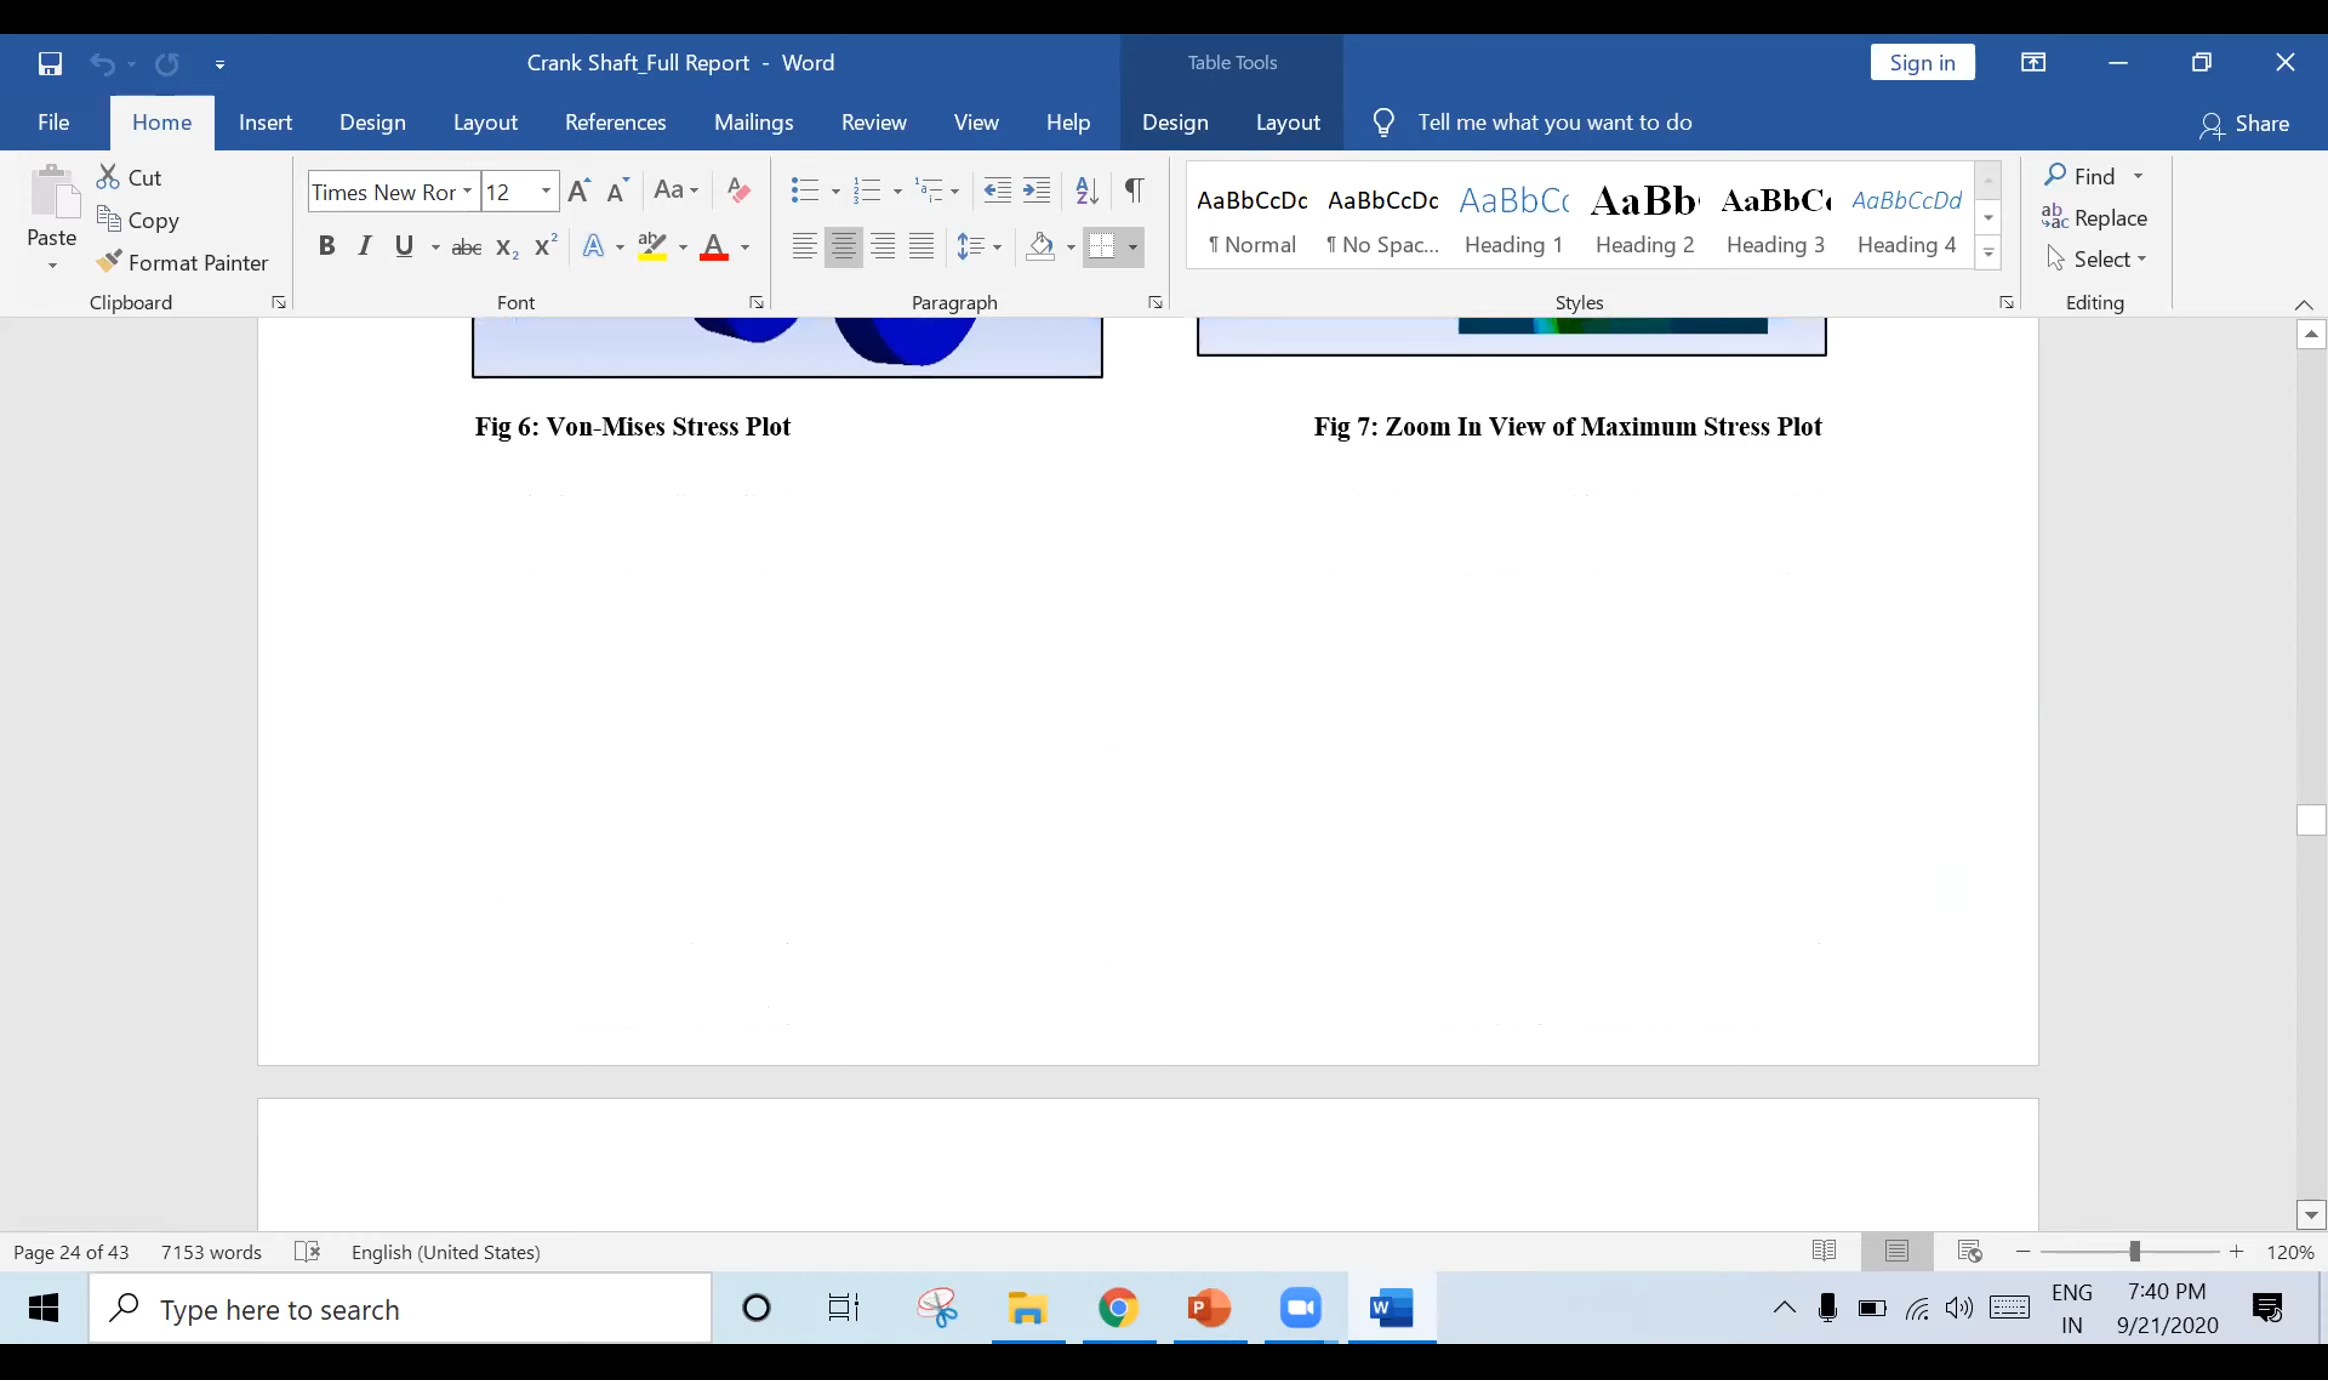 Crank Shaft_Full Report - Word
Table Tools
Sign in
File Home Insert Design Layout References Mailings Review View Help Design Layout Tell me what you want to do Share
Paste
Cut
Copy
Format Painter
Clipboard
Times New Ror 12
Font
Paragraph
AaBbCcDc AaBbCcDc AaBbCc AaBb AaBbCc AaBbCcDd
¶ Normal ¶ No Spac... Heading 1 Heading 2 Heading 3 Heading 4
Styles
Find
Replace
Select
Editing
Fig 6: Von-Mises Stress Plot
Fig 7: Zoom In View of Maximum Stress Plot
Page 24 of 43 7153 words English (United States) 120%
Type here to search
ENG
IN
7:40 PM
9/21/2020